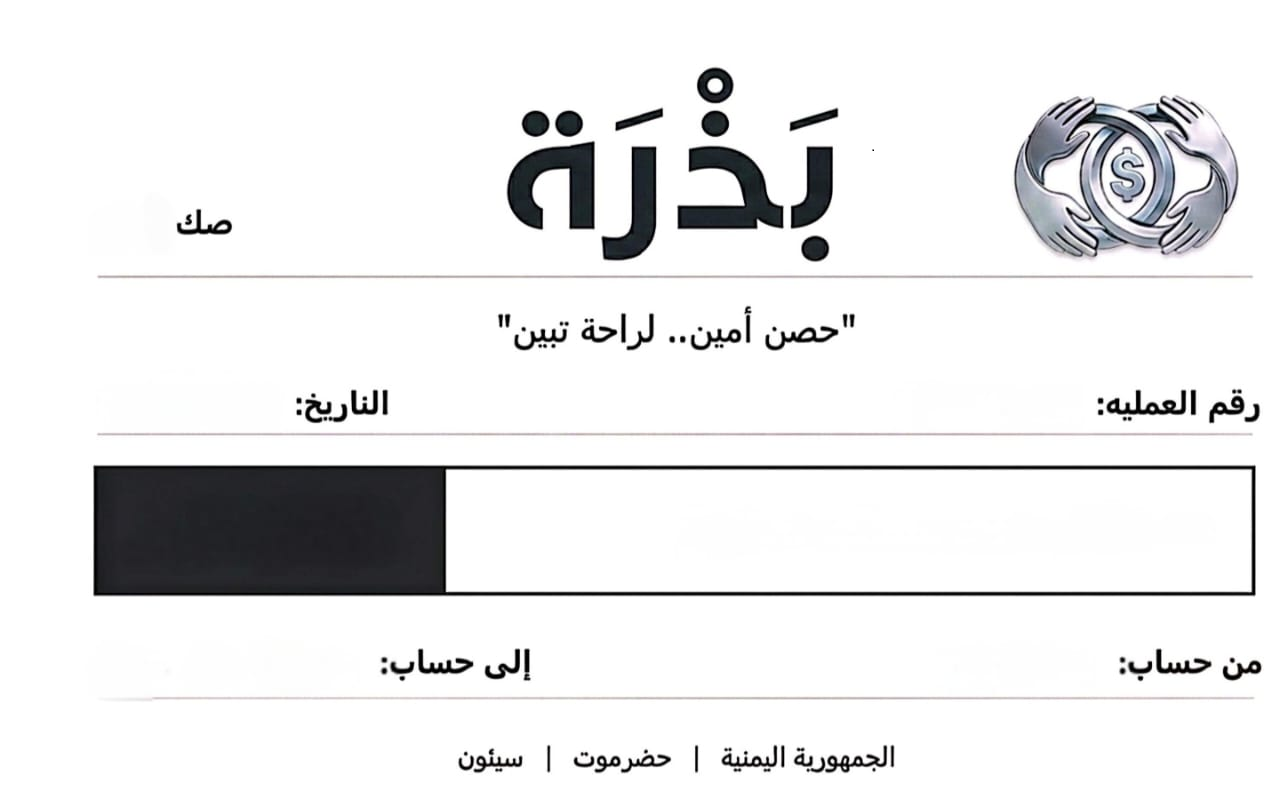 بَذْرَة
صك
"حصن أمين.. لراحة تبين"
رقم العمليه: التاريخ:
من حساب: إلى حساب:
الجمهورية اليمنية | حضرموت | سيئون